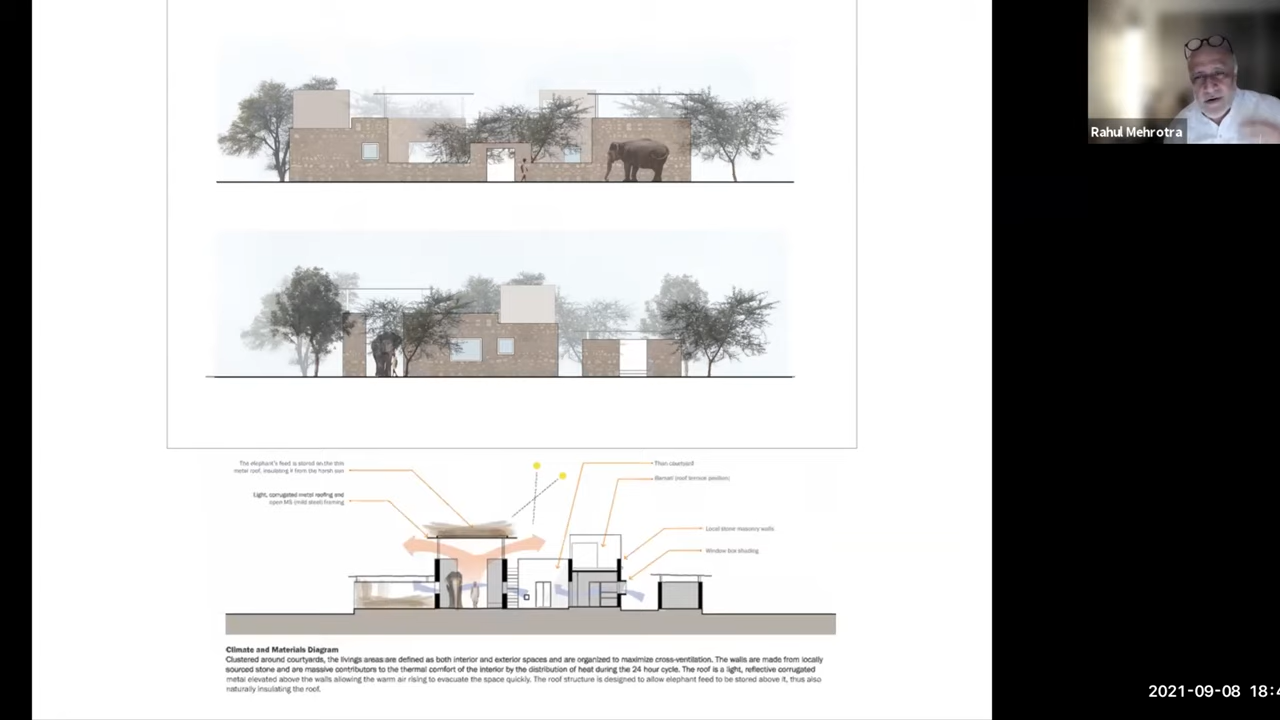 Rahul Mehrotra
The elephant's feed is stored on the thin
metal roof, insulating it from the harsh sun
Light, corrugated metal roofing and
open MS (mild steel) framing
Than courtyard
Barsati (roof terrace pavilion)
Local stone masonry walls
Window box shading
Climate and Materials Diagram
Clustered around courtyards, the livings areas are defined as both interior and exterior spaces and are organized to maximize cross-ventilation. The walls are made from locally
sourced stone and are massive contributors to the thermal comfort of the interior by the distribution of heat during the 24 hour cycle. The roof is a light, reflective corrugated
metal elevated above the walls allowing the warm air rising to evacuate the space quickly. The roof structure is designed to allow elephant feed to be stored above it, thus also
naturally insulating the roof.
2021-09-08 18:4